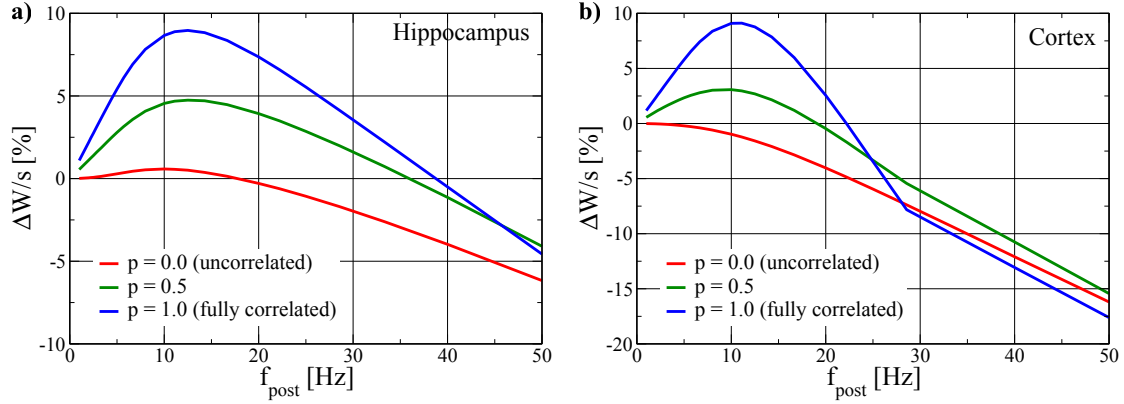 a)
Hippocampus
10
5
0
-5
-10
ΔW/s [%]
p = 0.0 (uncorrelated)
p = 0.5
p = 1.0 (fully correlated)
0 10 20 30 40 50
f_post [Hz]
b)
Cortex
10
5
0
-5
-10
-15
-20
ΔW/s [%]
p = 0.0 (uncorrelated)
p = 0.5
p = 1.0 (fully correlated)
0 10 20 30 40 50
f_post [Hz]